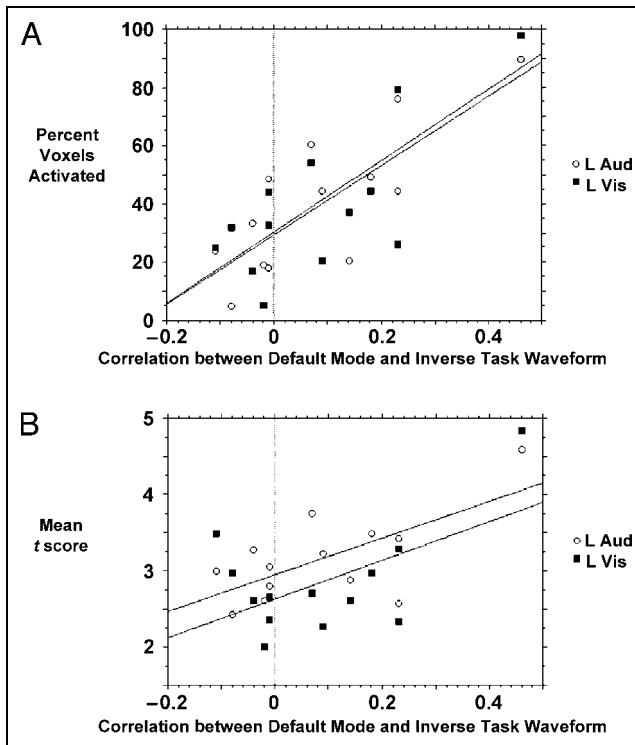 A
100
80
60
40
20
0
Percent
Voxels
Activated
L Aud
L Vis
−0.2 0 0.2 0.4
Correlation between Default Mode and Inverse Task Waveform
B
5
4
3
2
Mean
t score
L Aud
L Vis
−0.2 0 0.2 0.4
Correlation between Default Mode and Inverse Task Waveform